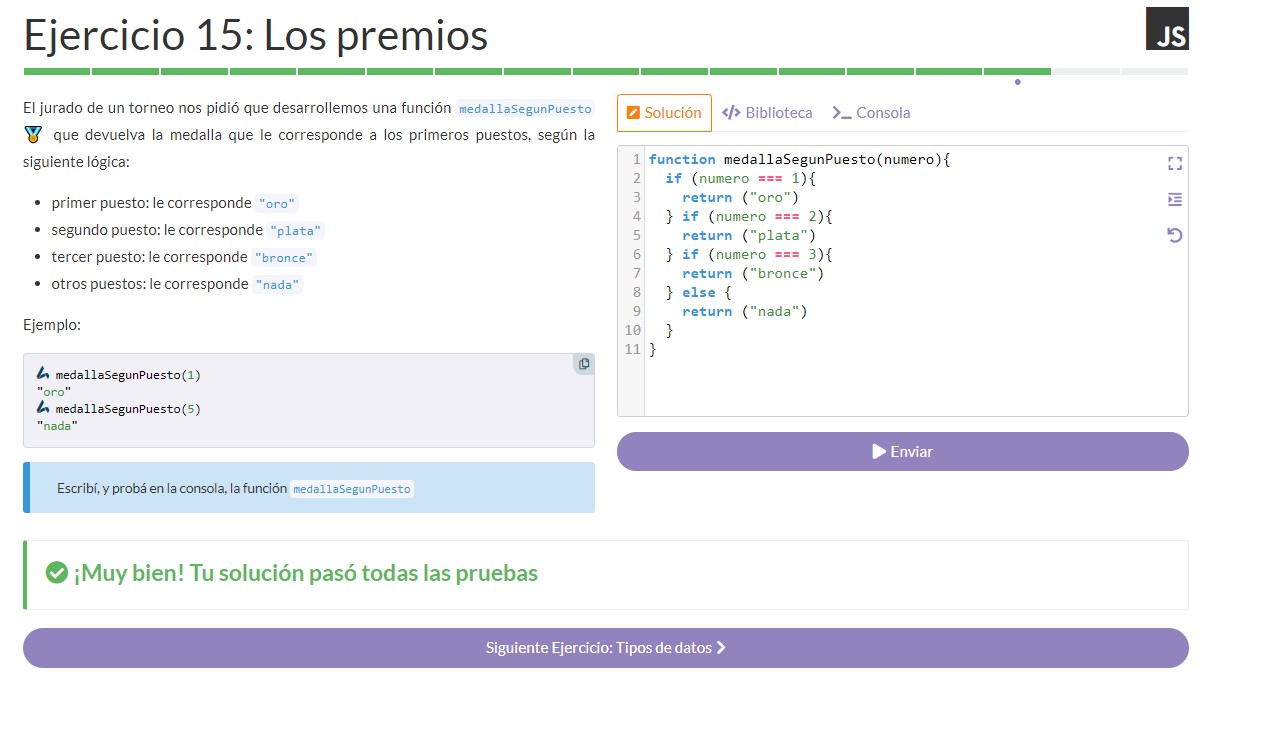 Ejercicio 15: Los premios
JS
El jurado de un torneo nos pidió que desarrollemos una función medallaSegunPuesto
que devuelva la medalla que le corresponde a los primeros puestos, según la
siguiente lógica:
primer puesto: le corresponde "oro"
segundo puesto: le corresponde "plata"
tercer puesto: le corresponde "bronce"
otros puestos: le corresponde "nada"
Ejemplo:
medallaSegunPuesto(1)
"oro"
medallaSegunPuesto(5)
"nada"
Escribí, y probá en la consola, la función medallaSegunPuesto
Solución Biblioteca Consola
1 function medallaSegunPuesto(numero){
2 if (numero === 1){
3 return ("oro")
4 } if (numero === 2){
5 return ("plata")
6 } if (numero === 3){
7 return ("bronce")
8 } else {
9 return ("nada")
10 }
11 }
Enviar
¡Muy bien! Tu solución pasó todas las pruebas
Siguiente Ejercicio: Tipos de datos